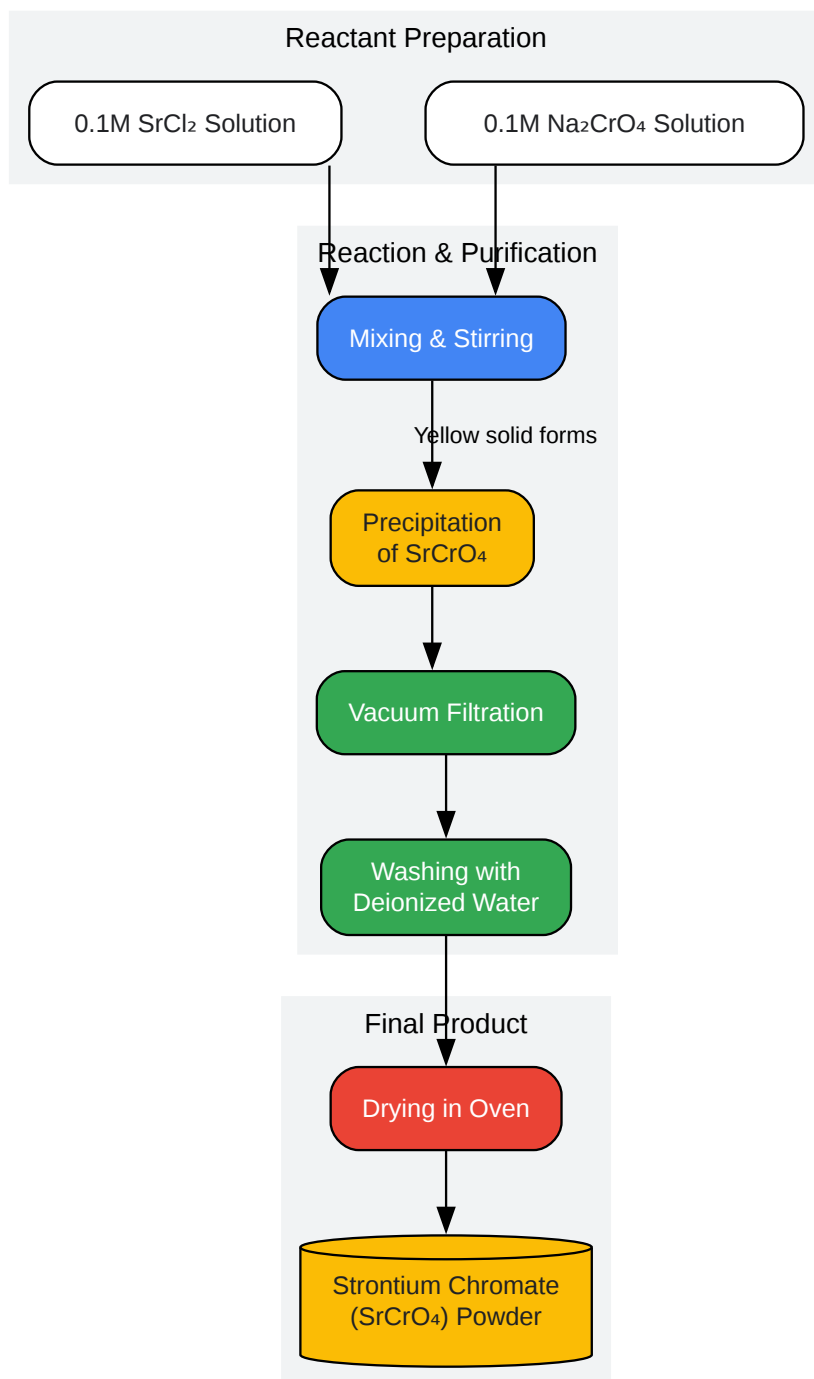 Reactant Preparation
0.1M SrCl₂ Solution
0.1M Na₂CrO₄ Solution
Reaction & Purification
Mixing & Stirring
Yellow solid forms
Precipitation
of SrCrO₄
Vacuum Filtration
Washing with
Deionized Water
Final Product
Drying in Oven
Strontium Chromate
(SrCrO₄) Powder